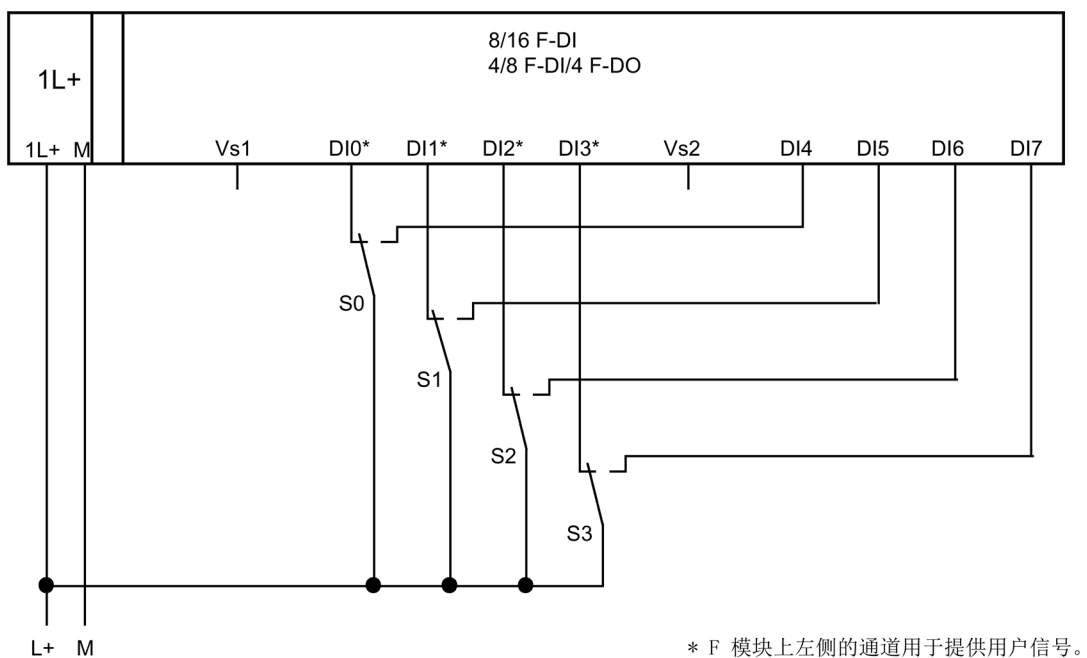 8/16 F-DI
4/8 F-DI/4 F-DO
1L+
1L+ M Vs1 DI0* DI1* DI2* DI3* Vs2 DI4 DI5 DI6 DI7
S0
S1
S2
S3
L+ M
* F 模块上左侧的通道用于提供用户信号。